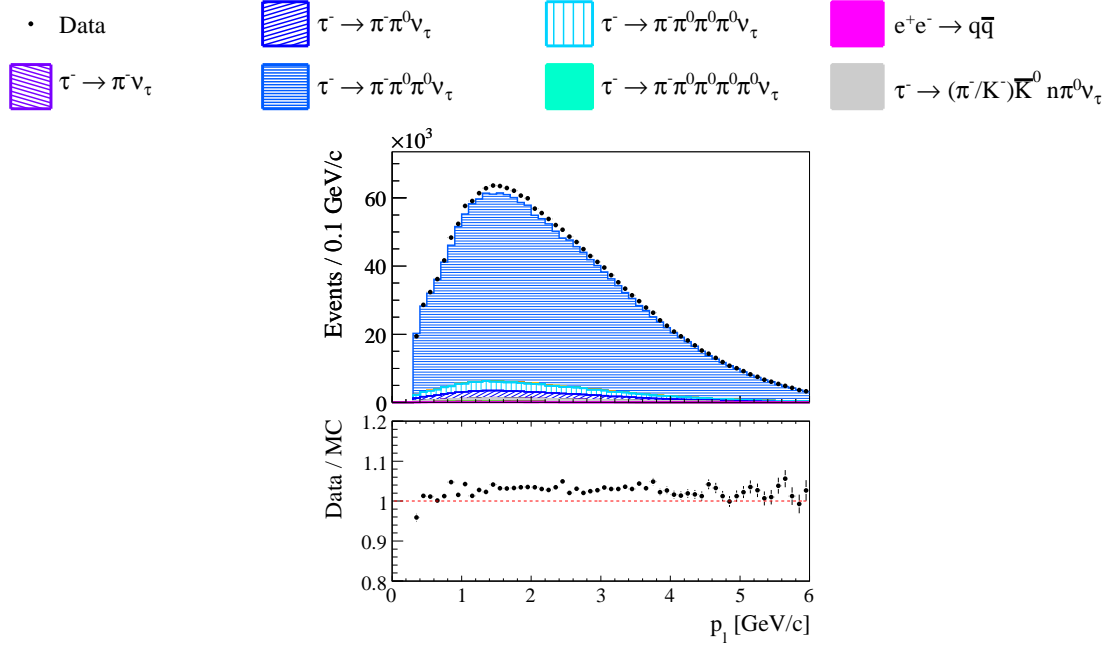 Data
τ⁻ → π⁻π⁰ν_τ
τ⁻ → π⁻π⁰π⁰π⁰ν_τ
e⁺e⁻ → qq̅
τ⁻ → π⁻ν_τ
τ⁻ → π⁻π⁰π⁰ν_τ
τ⁻ → π⁻π⁰π⁰π⁰π⁰ν_τ
τ⁻ → (π⁻/K⁻)K̅⁰ nπ⁰ν_τ
×10³
Events / 0.1 GeV/c
60
40
20
0
Data / MC
1.2
1.1
1
0.9
0.8
0 1 2 3 4 5 6
p_l [GeV/c]